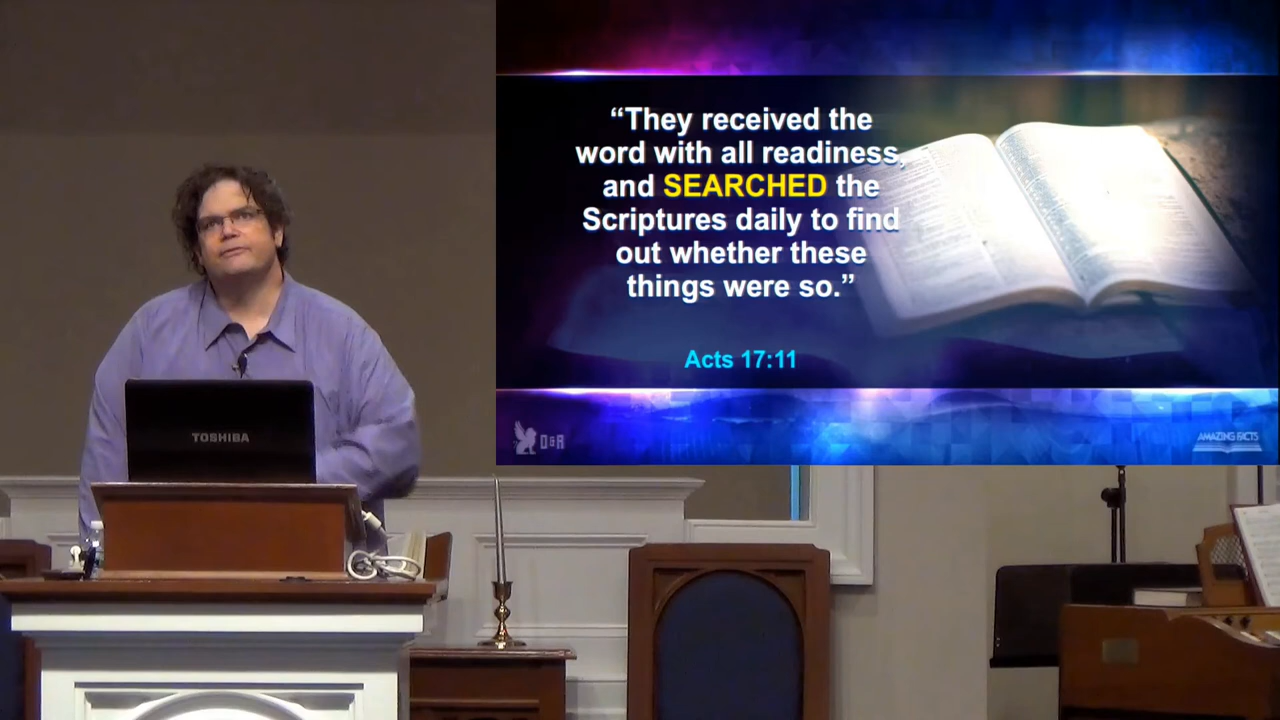 “They received the
word with all readiness,
and SEARCHED the
Scriptures daily to find
out whether these
things were so.”
Acts 17:11
D&R
AMAZING FACTS
TOSHIBA